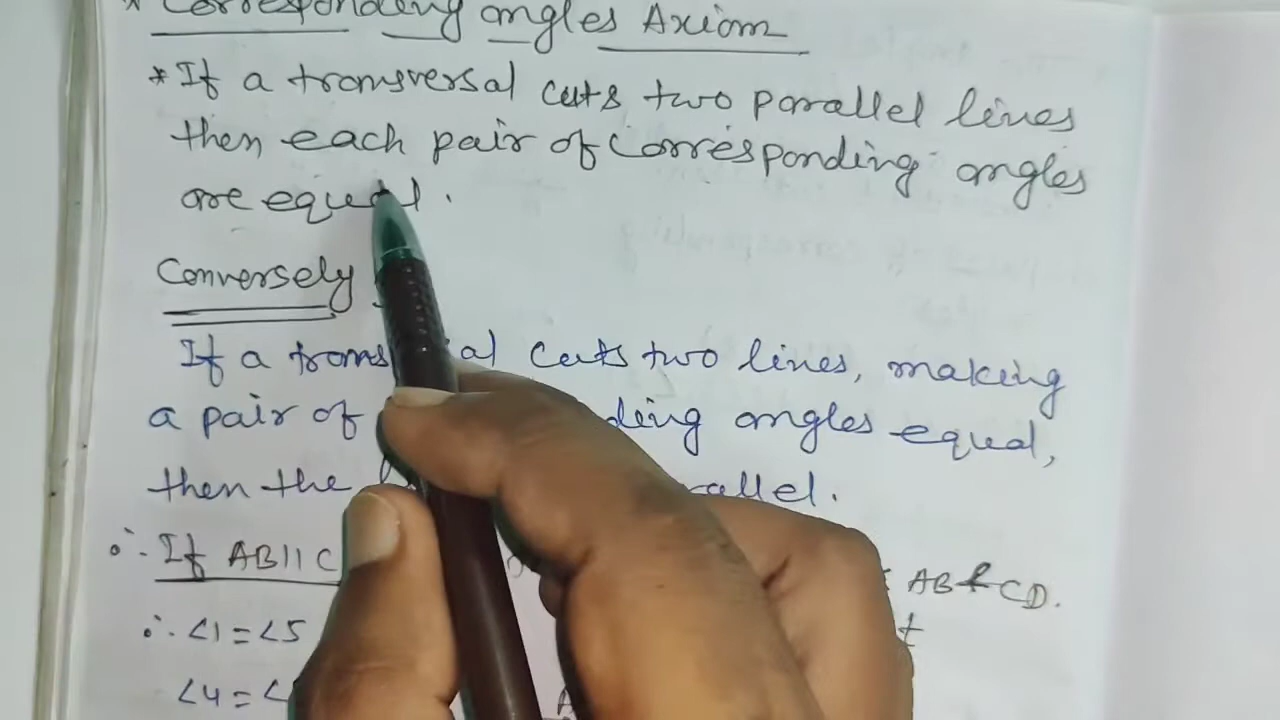 * Corresponding angles Axiom
* If a transversal cuts two parallel lines
then each pair of Corresponding angles
are equal.
Conversely
If a trans al cuts two lines, making
a pair of ding angles equal,
then the rallel.
∴ If AB || C AB & CD.
∴ ∠1 = ∠5 t
∠4 = ∠